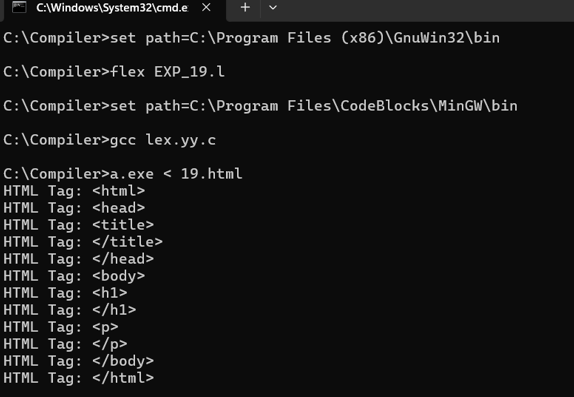 C:\Windows\System32\cmd.e
C:\Compiler>set path=C:\Program Files (x86)\GnuWin32\bin
C:\Compiler>flex EXP_19.l
C:\Compiler>set path=C:\Program Files\CodeBlocks\MinGW\bin
C:\Compiler>gcc lex.yy.c
C:\Compiler>a.exe < 19.html
HTML Tag: <html>
HTML Tag: <head>
HTML Tag: <title>
HTML Tag: </title>
HTML Tag: </head>
HTML Tag: <body>
HTML Tag: <h1>
HTML Tag: </h1>
HTML Tag: <p>
HTML Tag: </p>
HTML Tag: </body>
HTML Tag: </html>